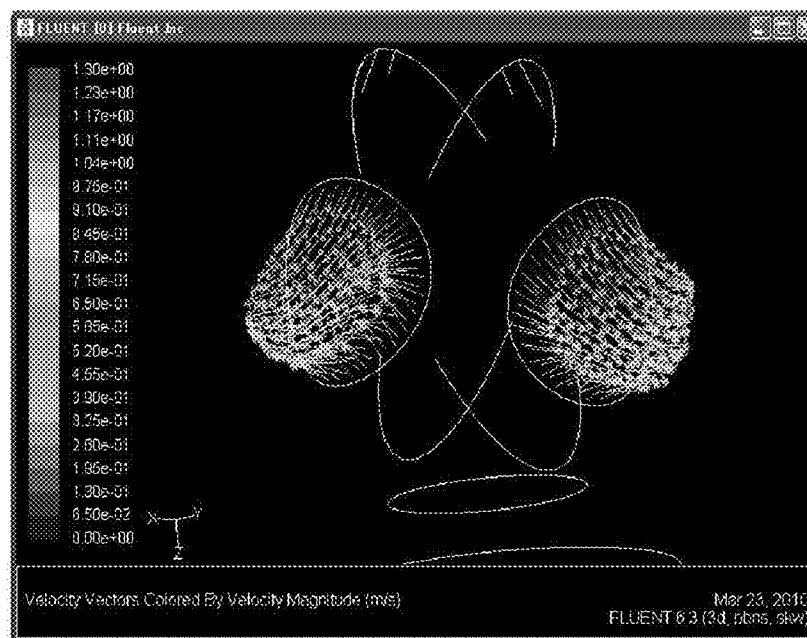 FLUENT [0] Fluent Inc
1.30e+00
1.23e+00
1.17e+00
1.11e+00
1.04e+00
9.75e-01
9.10e-01
8.45e-01
7.80e-01
7.15e-01
6.50e-01
5.85e-01
5.20e-01
4.55e-01
3.90e-01
3.25e-01
2.60e-01
1.95e-01
1.30e-01
6.50e-02
0.00e+00
X Y
Z
Velocity Vectors Colored By Velocity Magnitude (m/s)
Mar 23, 2010
FLUENT 6.3 (3d, pbns, skw)